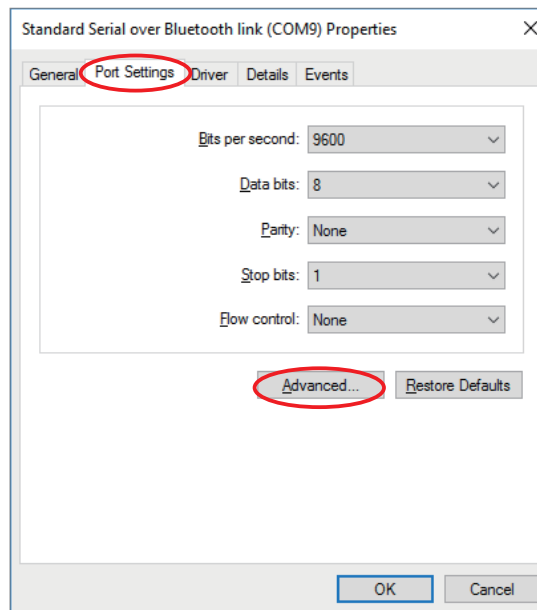 Standard Serial over Bluetooth link (COM9) Properties
General Port Settings Driver Details Events
Bits per second: 9600
Data bits: 8
Parity: None
Stop bits: 1
Flow control: None
Advanced... Restore Defaults
OK Cancel